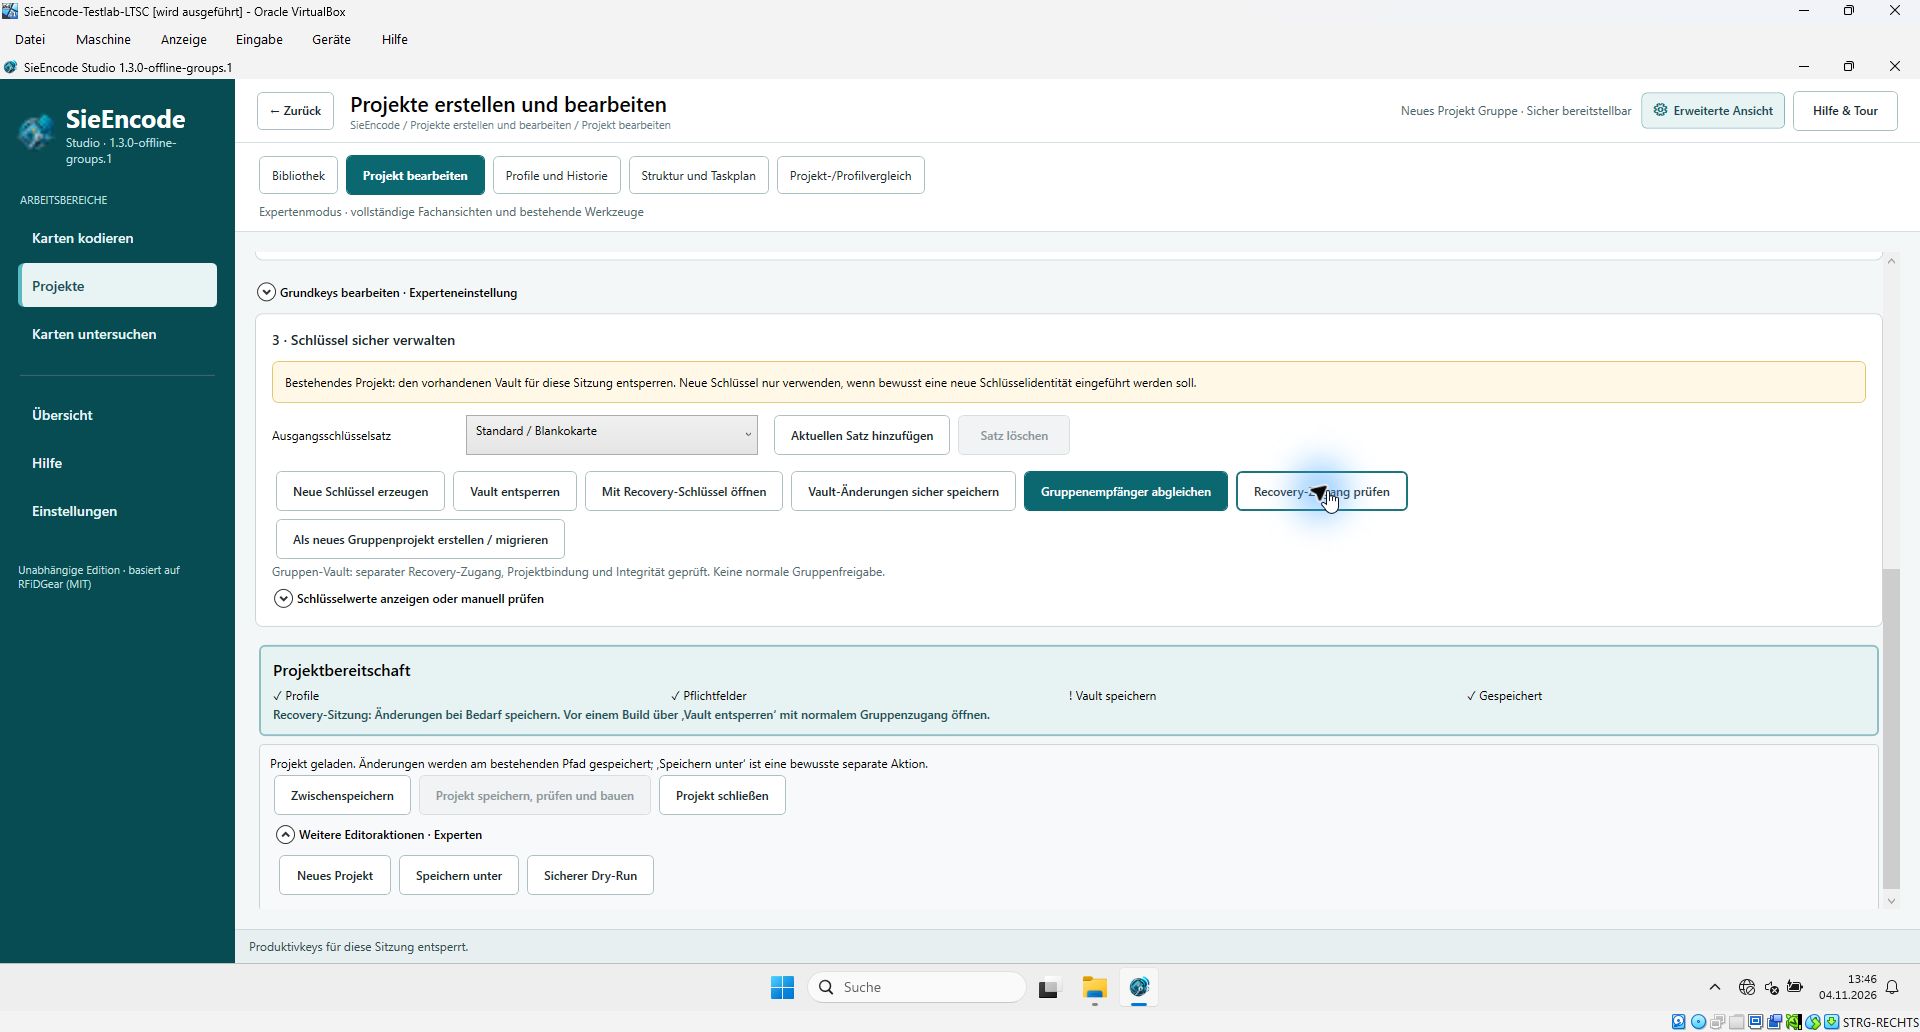 SieEncode-Testlab-LTSC [wird ausgeführt] - Oracle VirtualBox
Datei Maschine Anzeige Eingabe Geräte Hilfe
SieEncode Studio 1.3.0-offline-groups.1
SieEncode
Studio · 1.3.0-offline-
groups.1
ARBEITSBEREICHE
Karten kodieren
Projekte
Karten untersuchen
Übersicht
Hilfe
Einstellungen
Unabhängige Edition · basiert auf
RFiDGear (MIT)
← Zurück
Projekte erstellen und bearbeiten
SieEncode / Projekte erstellen und bearbeiten / Projekt bearbeiten
Neues Projekt Gruppe · Sicher bereitstellbar
Erweiterte Ansicht
Hilfe & Tour
Bibliothek
Projekt bearbeiten
Profile und Historie
Struktur und Taskplan
Projekt-/Profilvergleich
Expertenmodus · vollständige Fachansichten und bestehende Werkzeuge
Grundkeys bearbeiten · Experteneinstellung
3 · Schlüssel sicher verwalten
Bestehendes Projekt: den vorhandenen Vault für diese Sitzung entsperren. Neue Schlüssel nur verwenden, wenn bewusst eine neue Schlüsselidentität eingeführt werden soll.
Ausgangsschlüsselsatz
Standard / Blankokarte
Aktuellen Satz hinzufügen
Satz löschen
Neue Schlüssel erzeugen
Vault entsperren
Mit Recovery-Schlüssel öffnen
Vault-Änderungen sicher speichern
Gruppenempfänger abgleichen
Recovery-Zugang prüfen
Als neues Gruppenprojekt erstellen / migrieren
Gruppen-Vault: separater Recovery-Zugang, Projektbindung und Integrität geprüft. Keine normale Gruppenfreigabe.
Schlüsselwerte anzeigen oder manuell prüfen
Projektbereitschaft
✓ Profile ✓ Pflichtfelder ! Vault speichern ✓ Gespeichert
Recovery-Sitzung: Änderungen bei Bedarf speichern. Vor einem Build über ‚Vault entsperren‘ mit normalem Gruppenzugang öffnen.
Projekt geladen. Änderungen werden am bestehenden Pfad gespeichert; ‚Speichern unter‘ ist eine bewusste separate Aktion.
Zwischenspeichern
Projekt speichern, prüfen und bauen
Projekt schließen
Weitere Editoraktionen · Experten
Neues Projekt
Speichern unter
Sicherer Dry-Run
Produktivkeys für diese Sitzung entsperrt.
Suche
13:46
04.11.2026
STRG-RECHTS